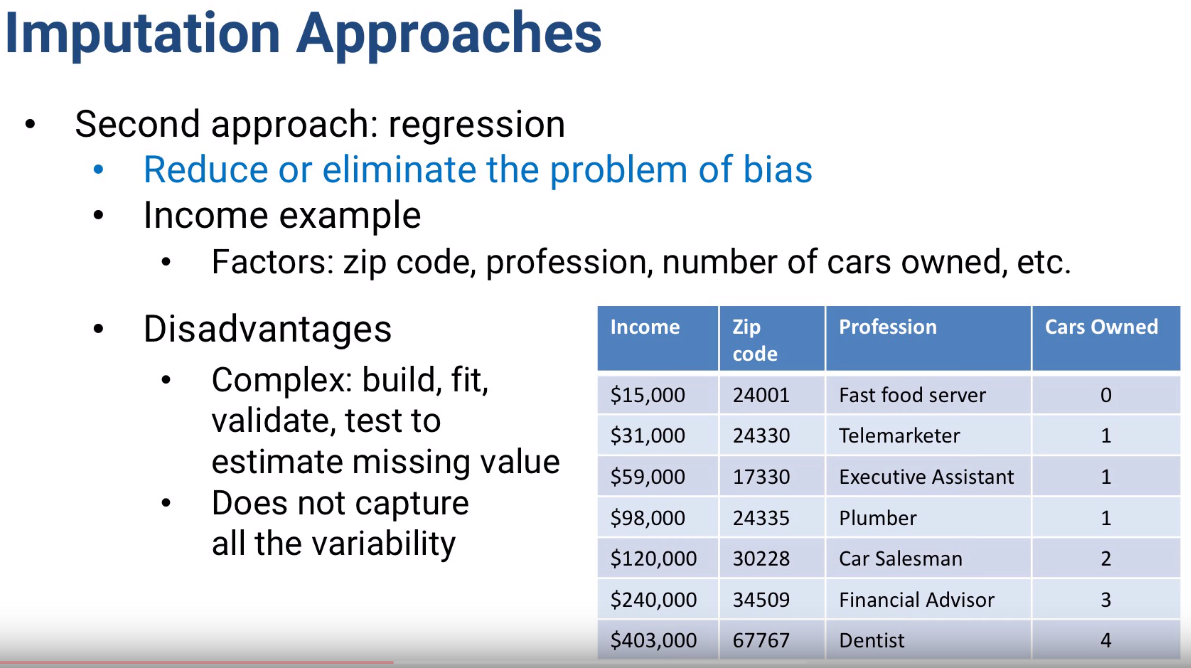 Imputation Approaches
• Second approach: regression
• Reduce or eliminate the problem of bias
• Income example
• Factors: zip code, profession, number of cars owned, etc.
• Disadvantages
• Complex: build, fit,
validate, test to
estimate missing value
• Does not capture
all the variability
Income Zip code Profession Cars Owned
$15,000 24001 Fast food server 0
$31,000 24330 Telemarketer 1
$59,000 17330 Executive Assistant 1
$98,000 24335 Plumber 1
$120,000 30228 Car Salesman 2
$240,000 34509 Financial Advisor 3
$403,000 67767 Dentist 4